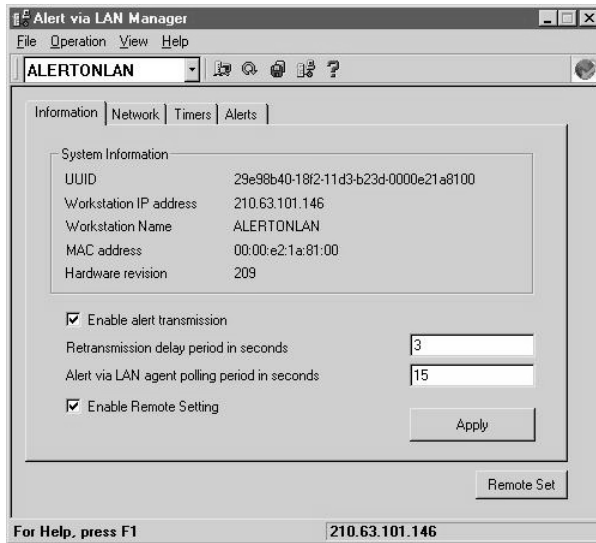 Alert via LAN Manager
File Operation View Help
ALERTONLAN
Information Network Timers Alerts
System Information
UUID 29e98b40-18f2-11d3-b23d-0000e21a8100
Workstation IP address 210.63.101.146
Workstation Name ALERTONLAN
MAC address 00:00:e2:1a:81:00
Hardware revision 209
Enable alert transmission
Retransmission delay period in seconds 3
Alert via LAN agent polling period in seconds 15
Enable Remote Setting
Apply
Remote Set
For Help, press F1 210.63.101.146